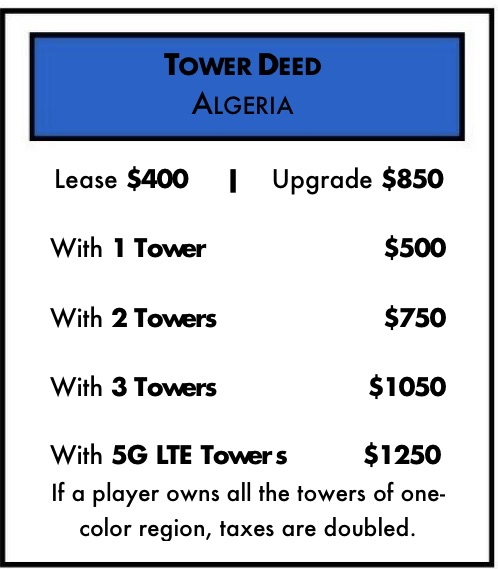 TOWER DEED
ALGERIA
Lease $400 | Upgrade $850
With 1 Tower $500
With 2 Towers $750
With 3 Towers $1050
With 5G LTE Towers $1250
If a player owns all the towers of one-
color region, taxes are doubled.